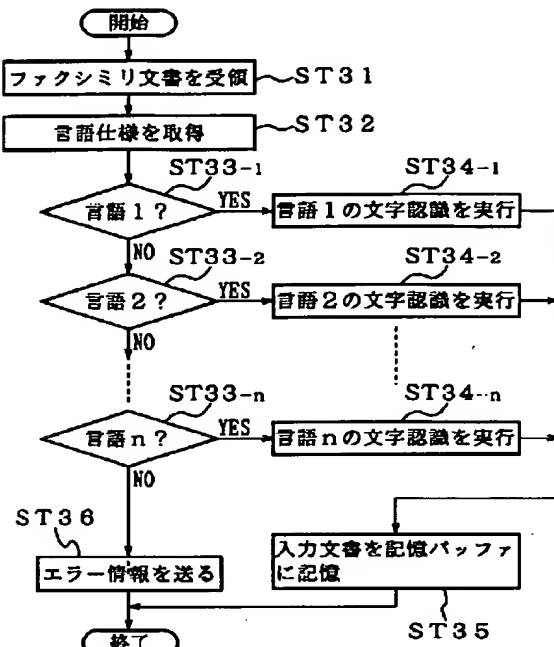 開始
ファクシミリ文書を受領
ST31
言語仕様を取得
ST32
ST33-1
言語1?
YES
NO
ST34-1
言語1の文字認識を実行
ST33-2
言語2?
YES
NO
ST34-2
言語2の文字認識を実行
ST33-n
言語n?
YES
NO
ST34-n
言語nの文字認識を実行
ST36
エラー情報を送る
入力文書を記憶バッファ
に記憶
ST35
終了